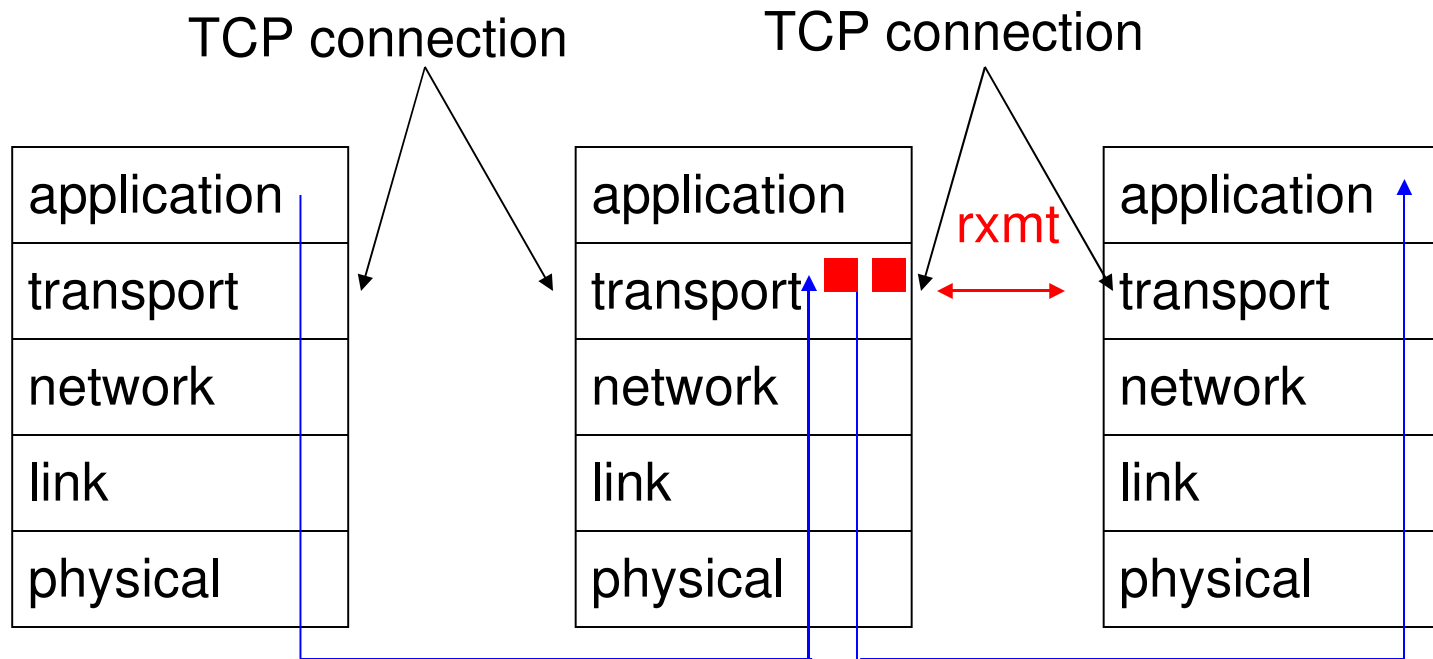 TCP connection
TCP connection
application
transport
network
link
physical
application
transport
network
link
physical
rxmt
application
transport
network
link
physical